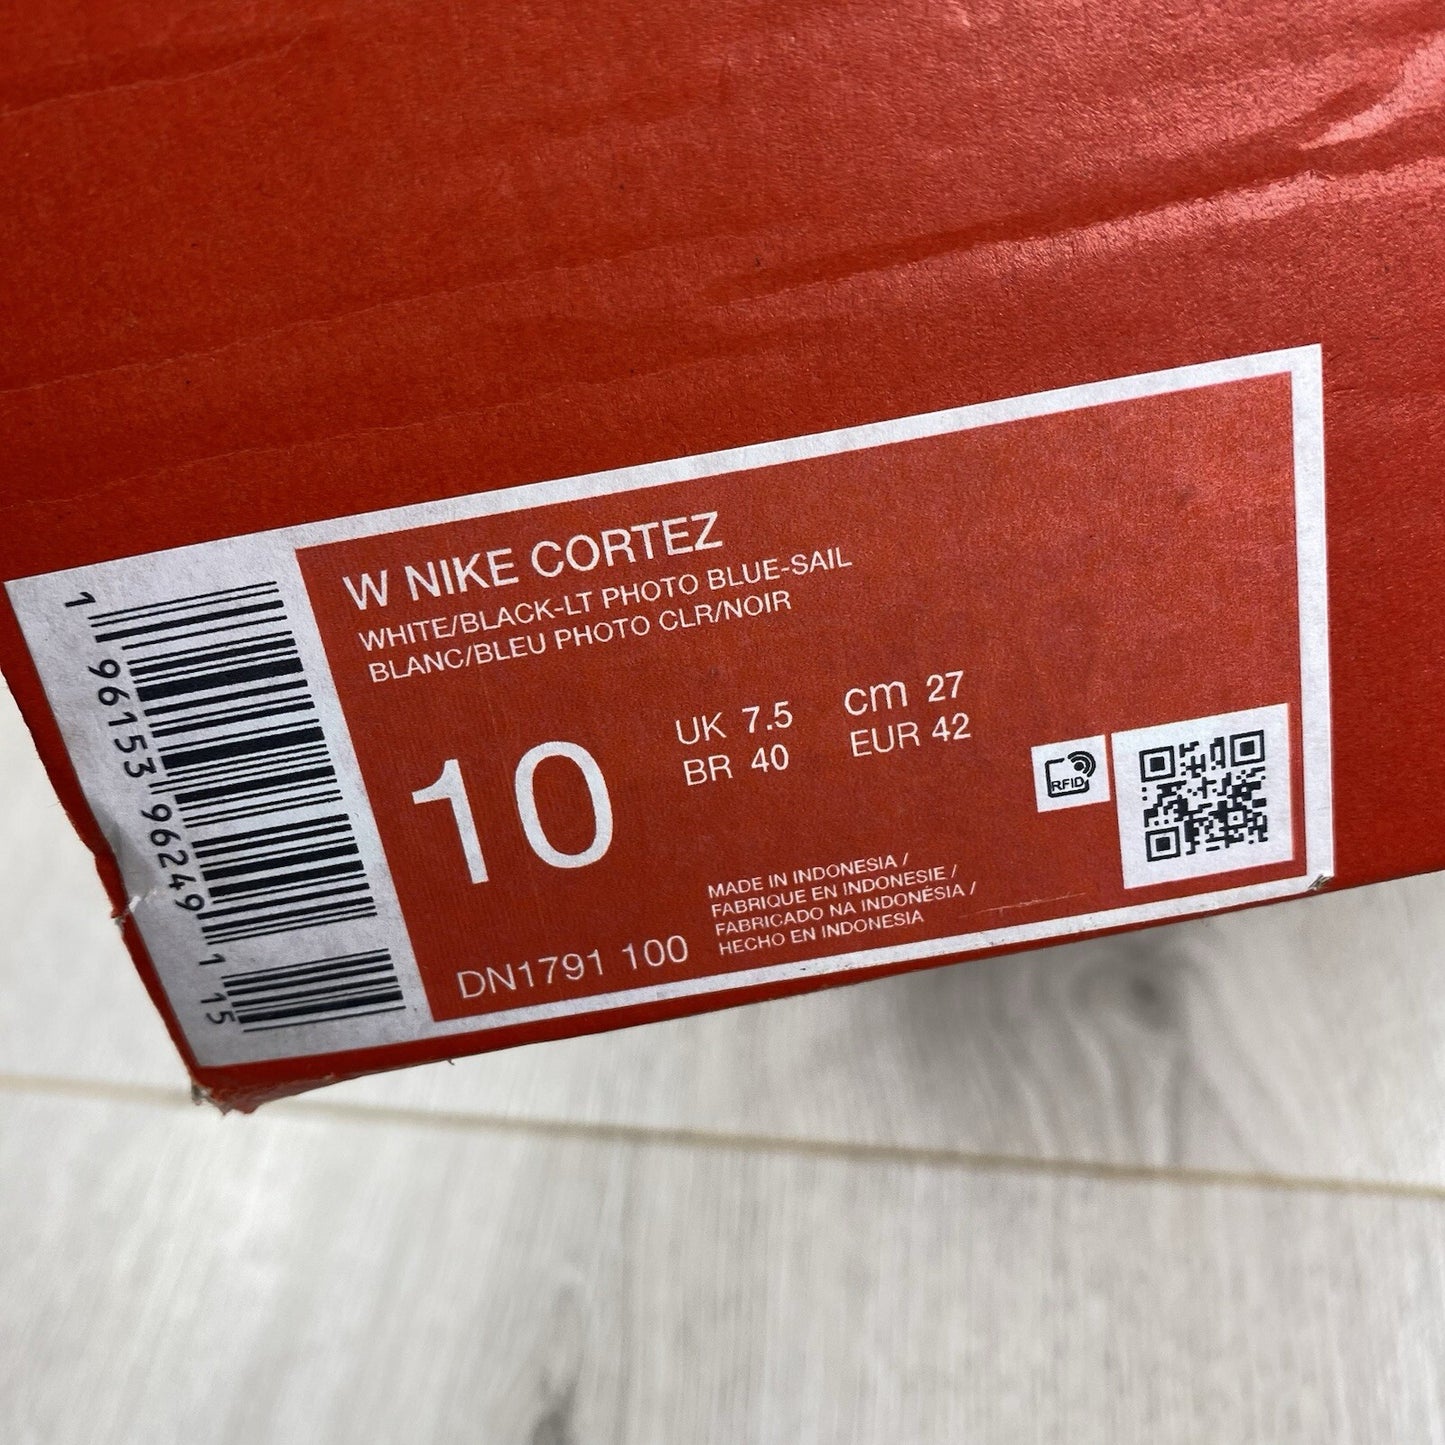 W NIKE CORTEZ
WHITE/BLACK-LT PHOTO BLUE-SAIL
BLANC/BLEU PHOTO CLR/NOIR
10
UK 7.5
BR 40
cm 27
EUR 42
RFID
MADE IN INDONESIA /
FABRIQUE EN INDONESIE /
FABRICADO NA INDONÉSIA /
HECHO EN INDONESIA
DN1791 100
1 96153 96249 1 15